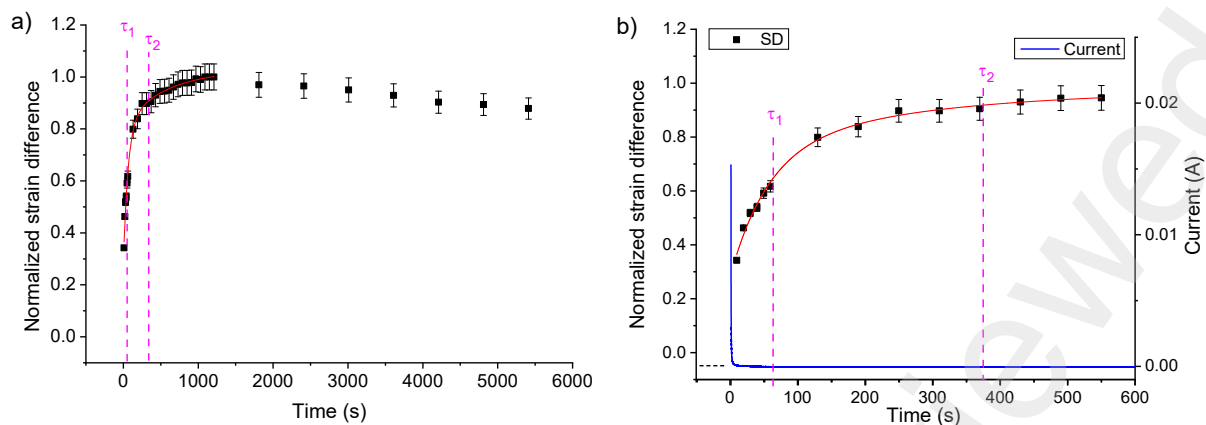 a)
τ1
τ2
1.2
1.0
0.8
0.6
0.4
0.2
0.0
Normalized strain difference
0
1000
2000
3000
4000
5000
6000
Time (s)
b)
SD
Current
τ1
τ2
1.2
1.0
0.8
0.6
0.4
0.2
0.0
Normalized strain difference
0.02
0.01
0.00
Current (A)
0
100
200
300
400
500
600
Time (s)
iewed